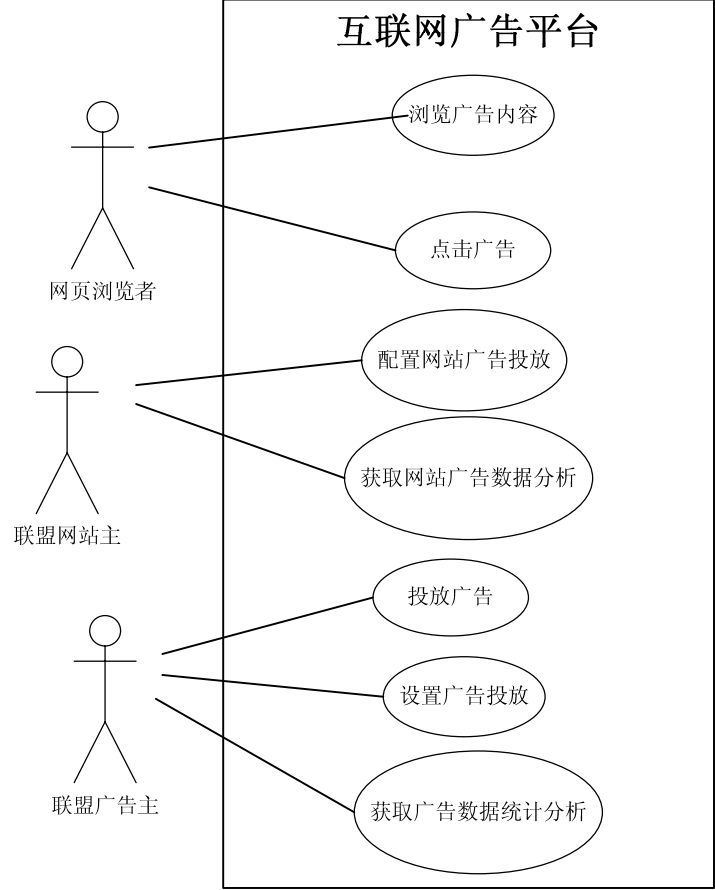 互联网广告平台
浏览广告内容
点击广告
网页浏览者
配置网站广告投放
获取网站广告数据分析
联盟网站主
投放广告
设置广告投放
联盟广告主
获取广告数据统计分析